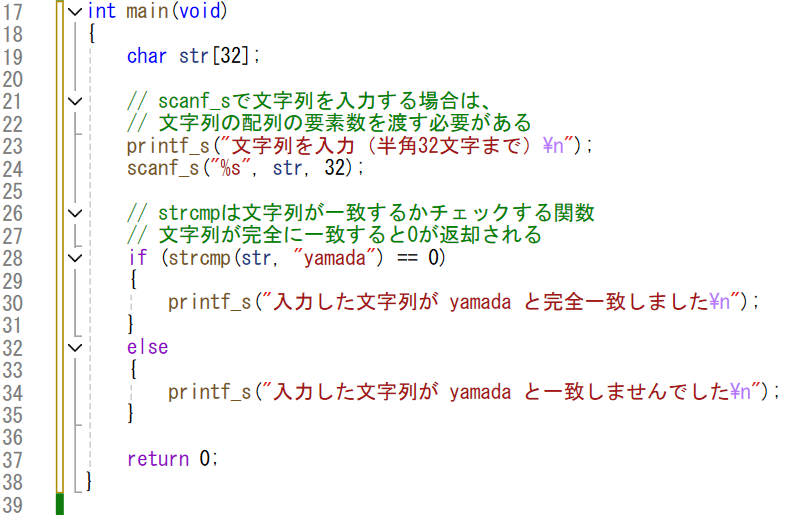 17 int main(void)
18 {
19     char str[32];
20
21     // scanf_sで文字列を入力する場合は、
22     // 文字列の配列の要素数を渡す必要がある
23     printf_s("文字列を入力（半角32文字まで）¥n");
24     scanf_s("%s", str, 32);
25
26     // strcmpは文字列が一致するかチェックする関数
27     // 文字列が完全に一致すると0が返却される
28     if (strcmp(str, "yamada") == 0)
29     {
30         printf_s("入力した文字列が yamada と完全一致しました¥n");
31     }
32     else
33     {
34         printf_s("入力した文字列が yamada と一致しませんでした¥n");
35     }
36
37     return 0;
38 }
39